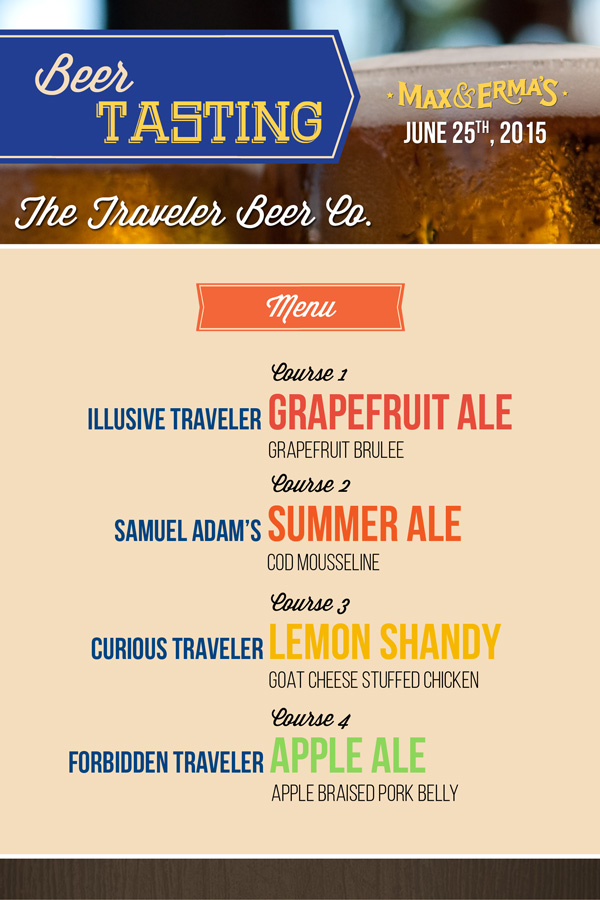 Beer
TASTING
MAX & ERMA'S
JUNE 25TH, 2015
The Traveler Beer Co.
Menu
Course 1
ILLUSIVE TRAVELER GRAPEFRUIT ALE
GRAPEFRUIT BRULEE
Course 2
SAMUEL ADAM'S SUMMER ALE
COD MOUSSELINE
Course 3
CURIOUS TRAVELER LEMON SHANDY
GOAT CHEESE STUFFED CHICKEN
Course 4
FORBIDDEN TRAVELER APPLE ALE
APPLE BRAISED PORK BELLY